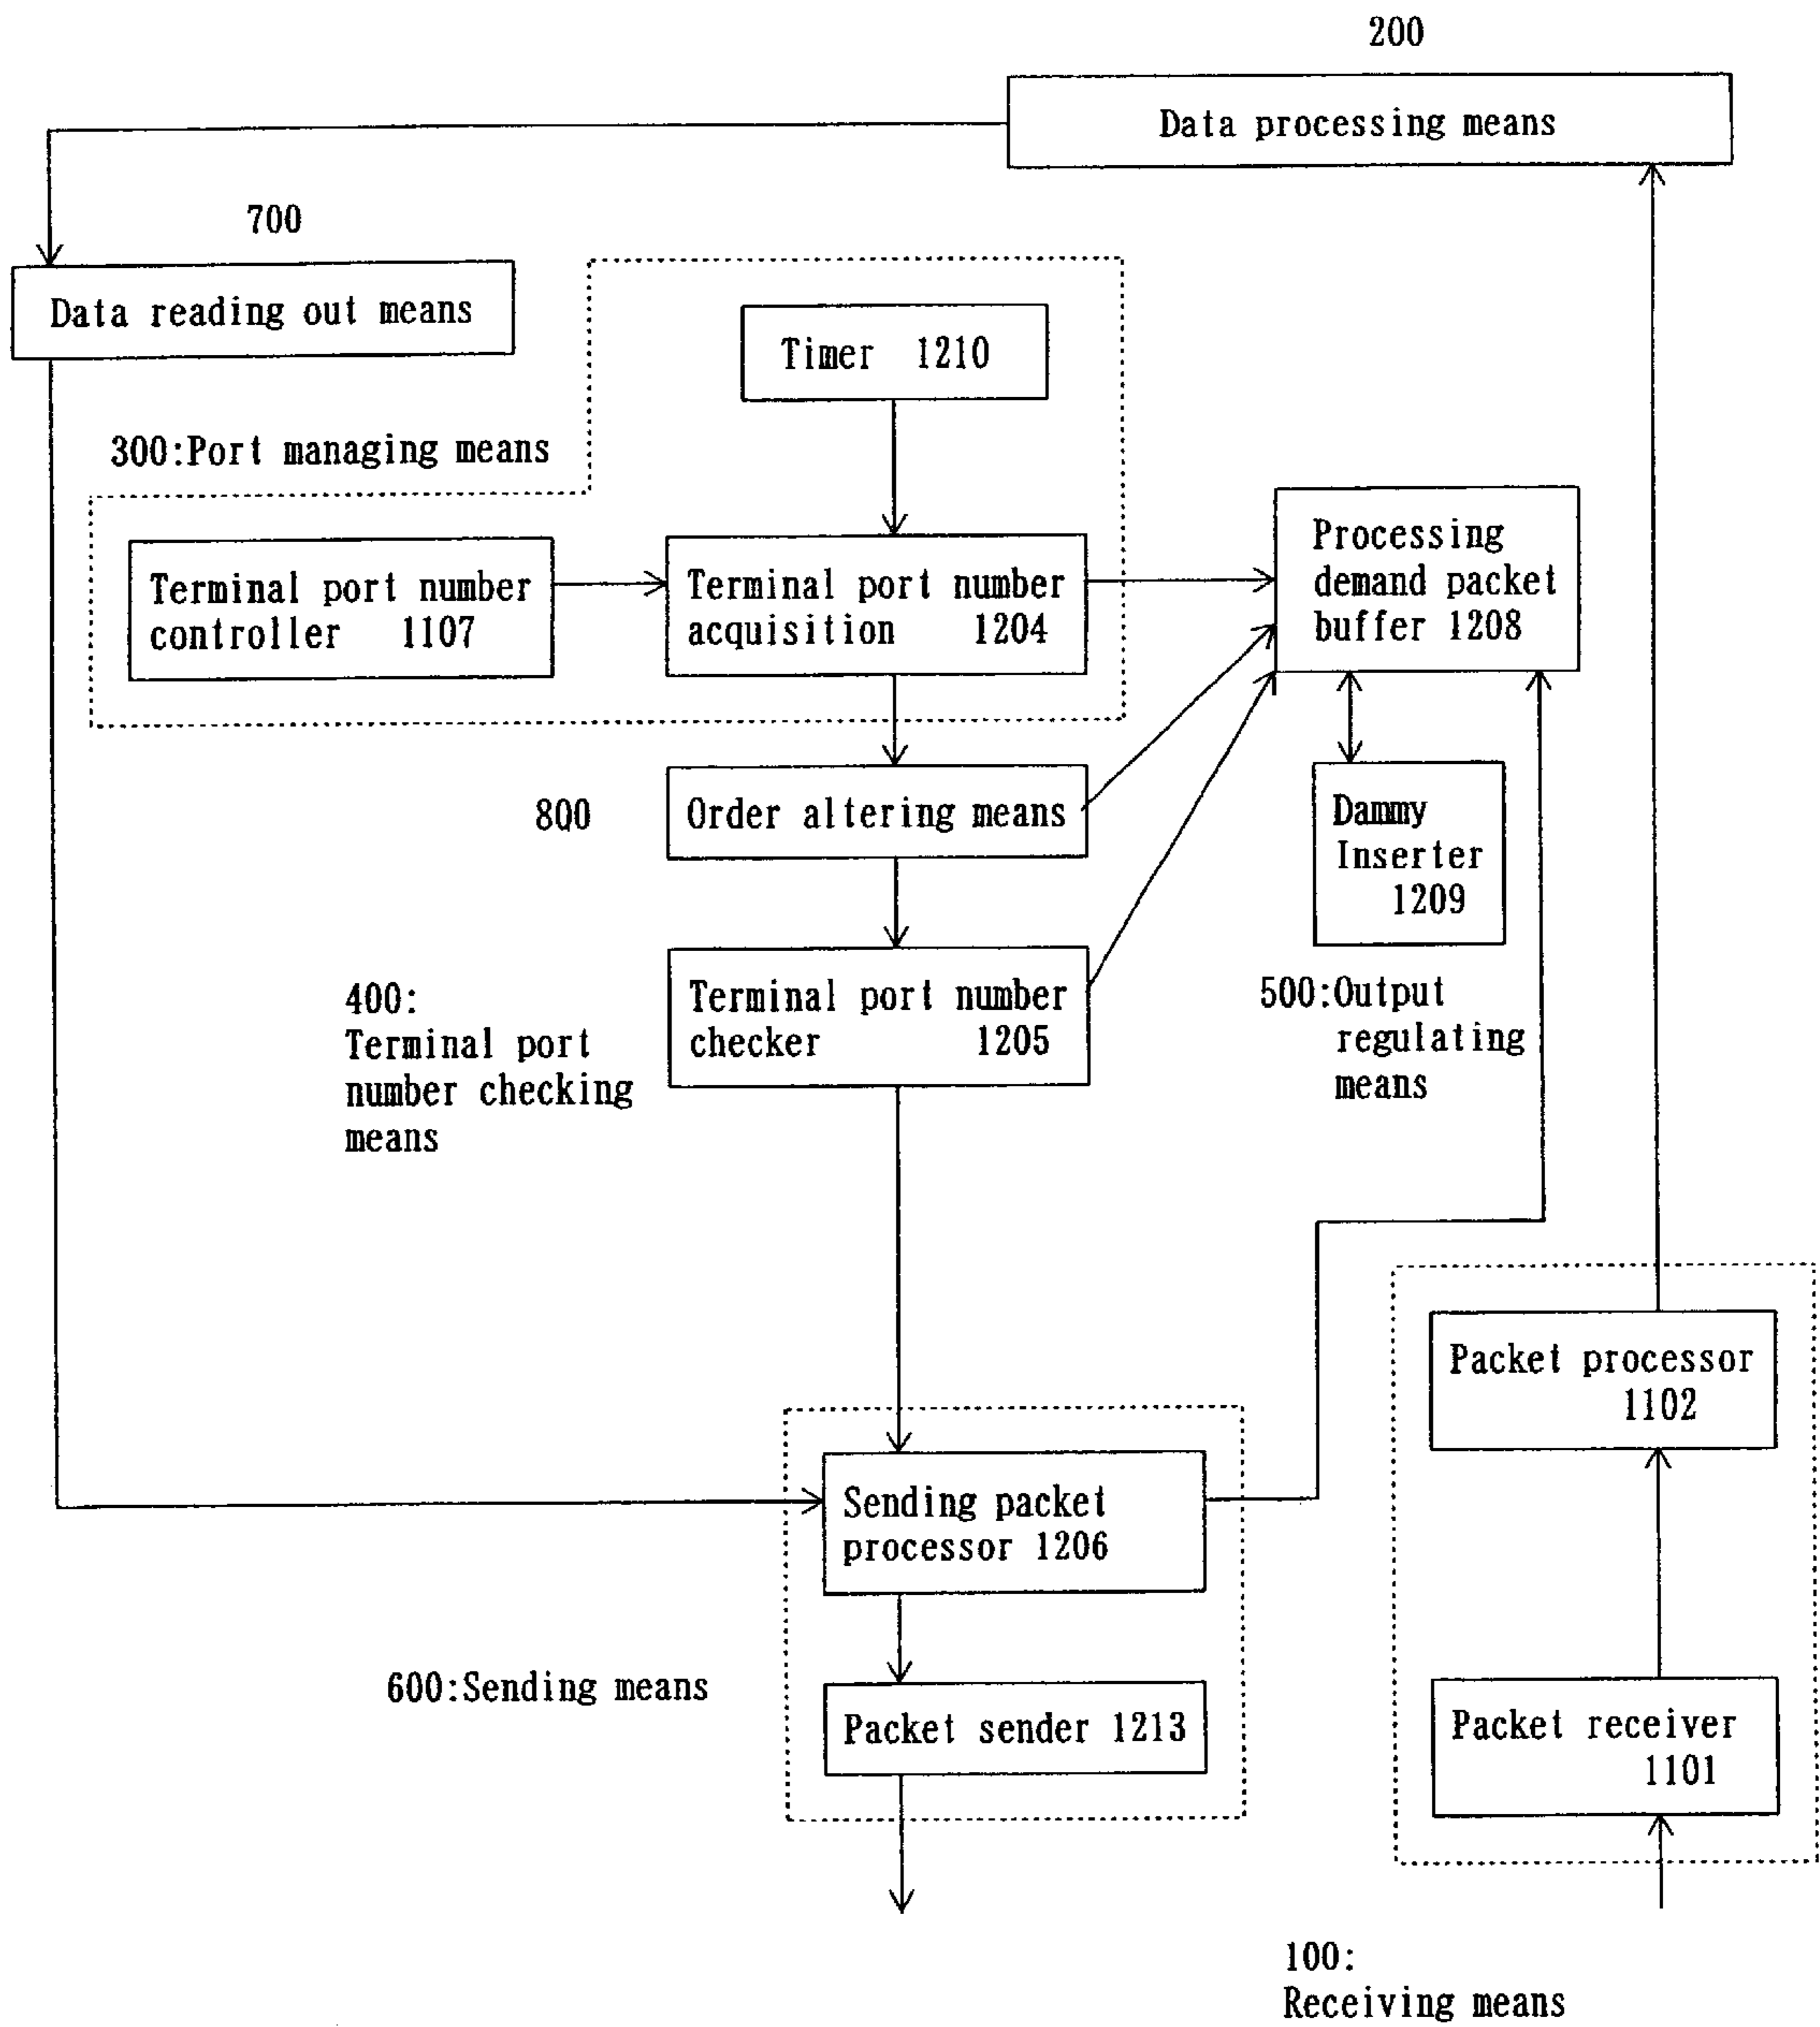 200
Data processing means
700
Data reading out means
Timer 1210
300:Port managing means
Terminal port number
controller 1107
Terminal port number
acquisition 1204
Processing
demand packet
buffer 1208
800
Order altering means
Dammy
Inserter
1209
400:
Terminal port
number checking
means
Terminal port number
checker 1205
500:Output
regulating
means
Packet processor
1102
Sending packet
processor 1206
600:Sending means
Packet sender 1213
Packet receiver
1101
100:
Receiving means